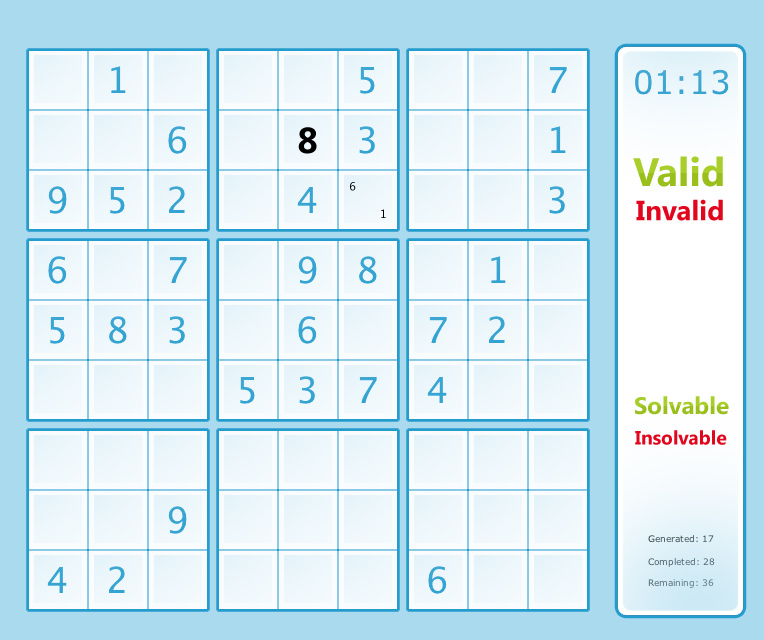 1 5 7 01:13
6 8 3 1 Valid
Invalid
9 5 2 4 6 1 3
6 7 9 8 1
5 8 3 6 7 2
5 3 7 4
Solvable
Insolvable
9
Generated: 17
Completed: 28
4 2 6 Remaining: 36